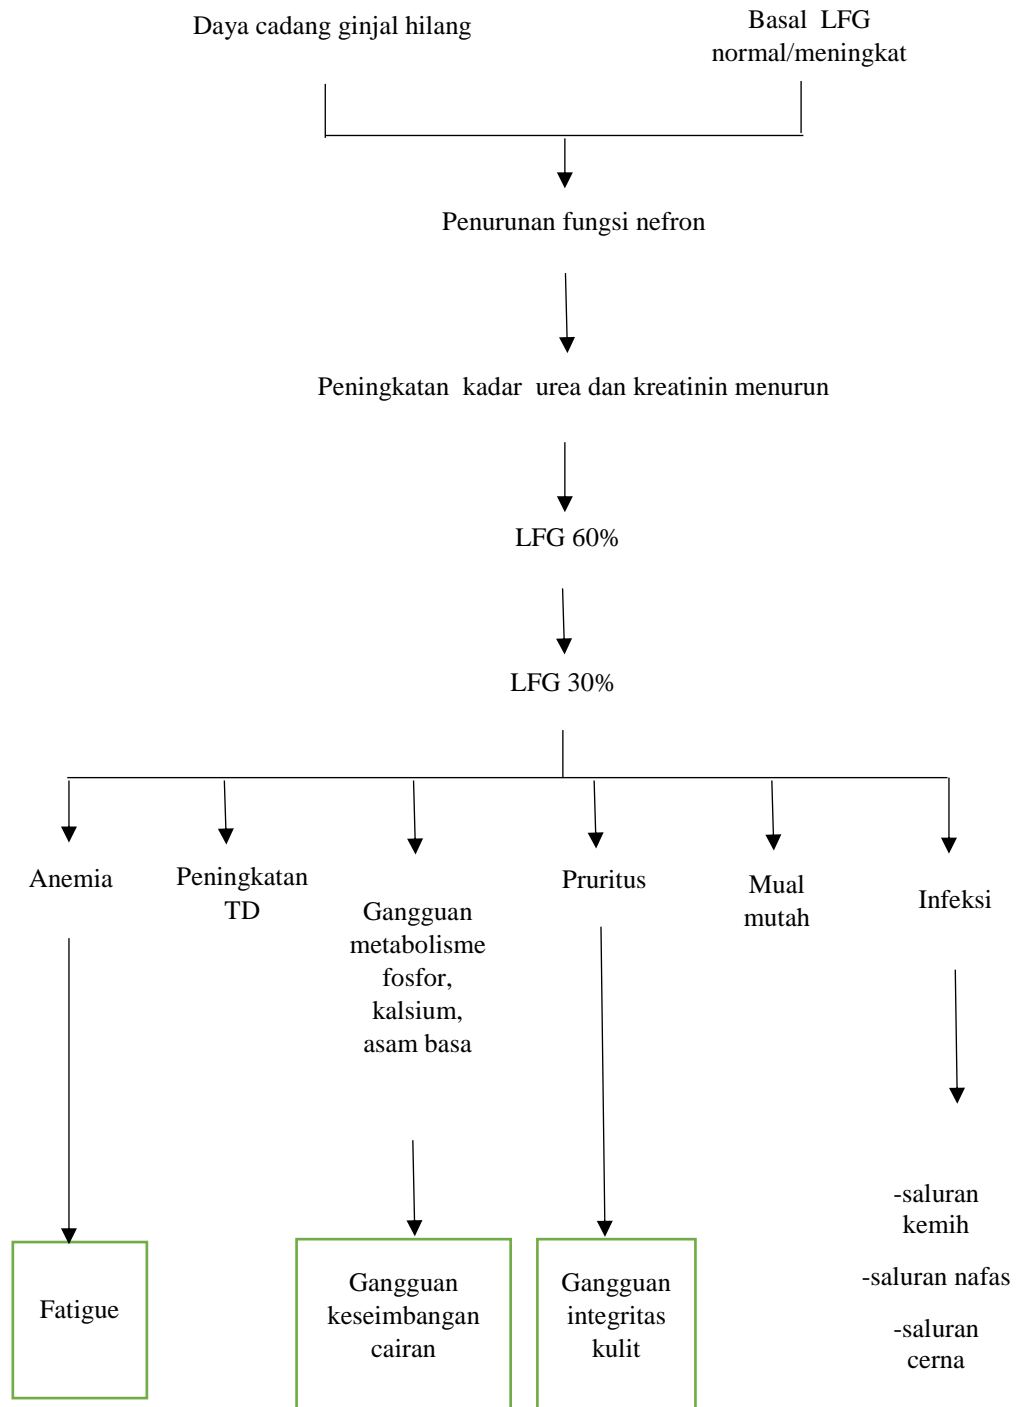 Daya cadang ginjal hilang
Basal LFG
normal/meningkat
Penurunan fungsi nefron
Peningkatan kadar urea dan kreatinin menurun
LFG 60%
LFG 30%
Anemia
Peningkatan
TD
Gangguan
metabolisme
fosfor,
kalsium,
asam basa
Pruritus
Mual
mutah
Infeksi
Fatigue
Gangguan
keseimbangan
cairan
Gangguan
integritas
kulit
-saluran
kemih
-saluran nafas
-saluran
cerna